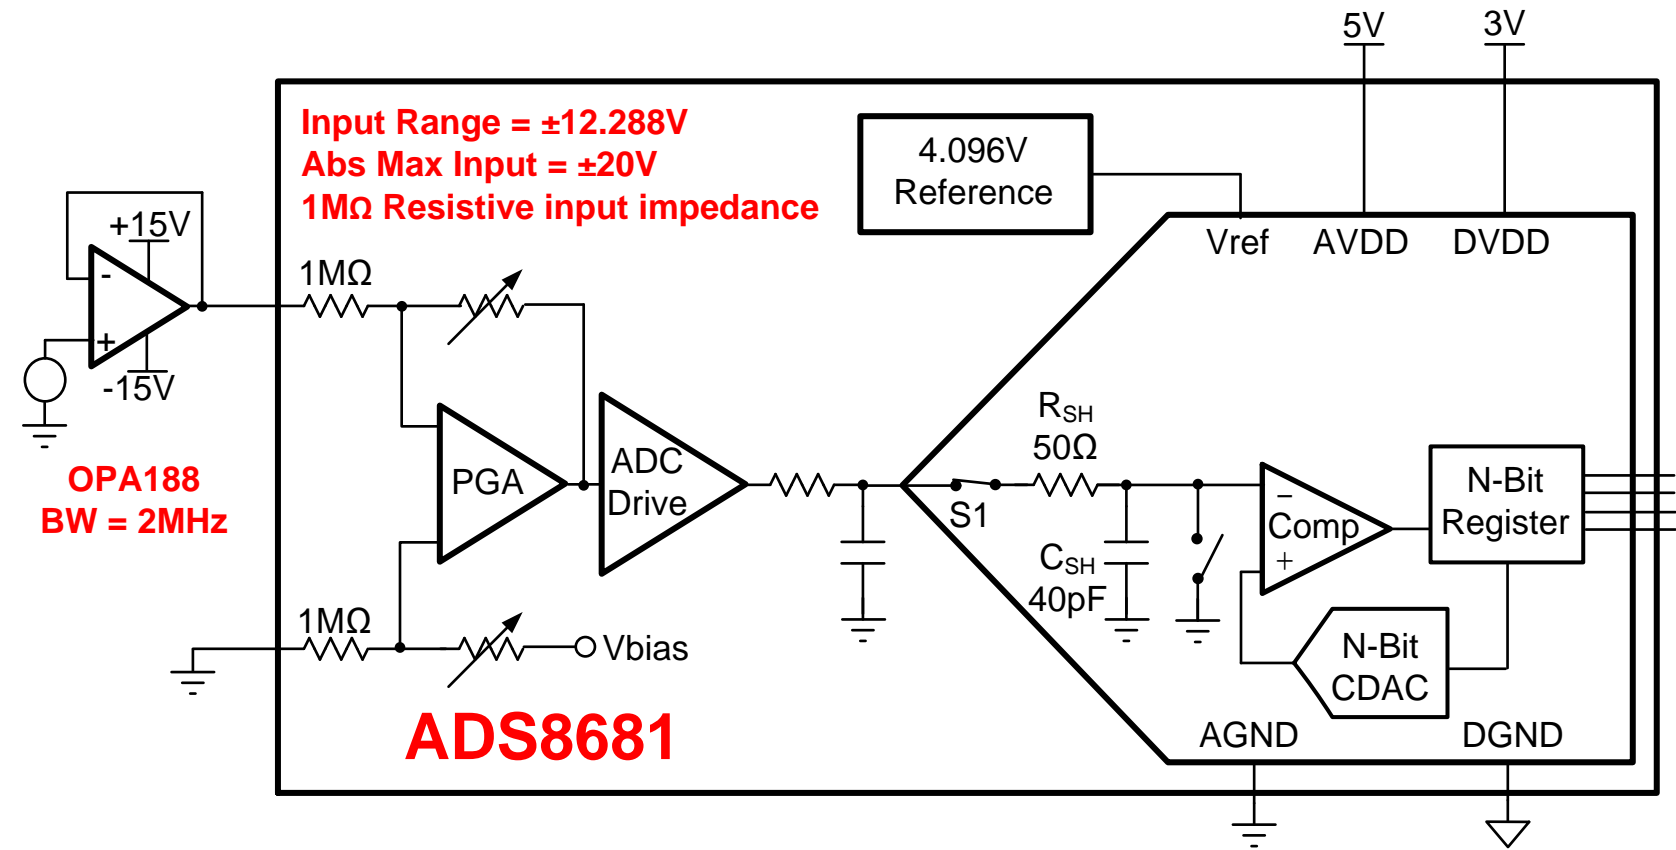 5V
3V
Input Range = ±12.288V
Abs Max Input = ±20V
1MΩ Resistive input impedance
4.096V
Reference
Vref
AVDD
DVDD
+15V
-
+
-15V
1MΩ
OPA188
BW = 2MHz
PGA
ADC
Drive
S1
RSH
50Ω
CSH
40pF
−
Comp
+
N-Bit
Register
N-Bit
CDAC
1MΩ
Vbias
ADS8681
AGND
DGND